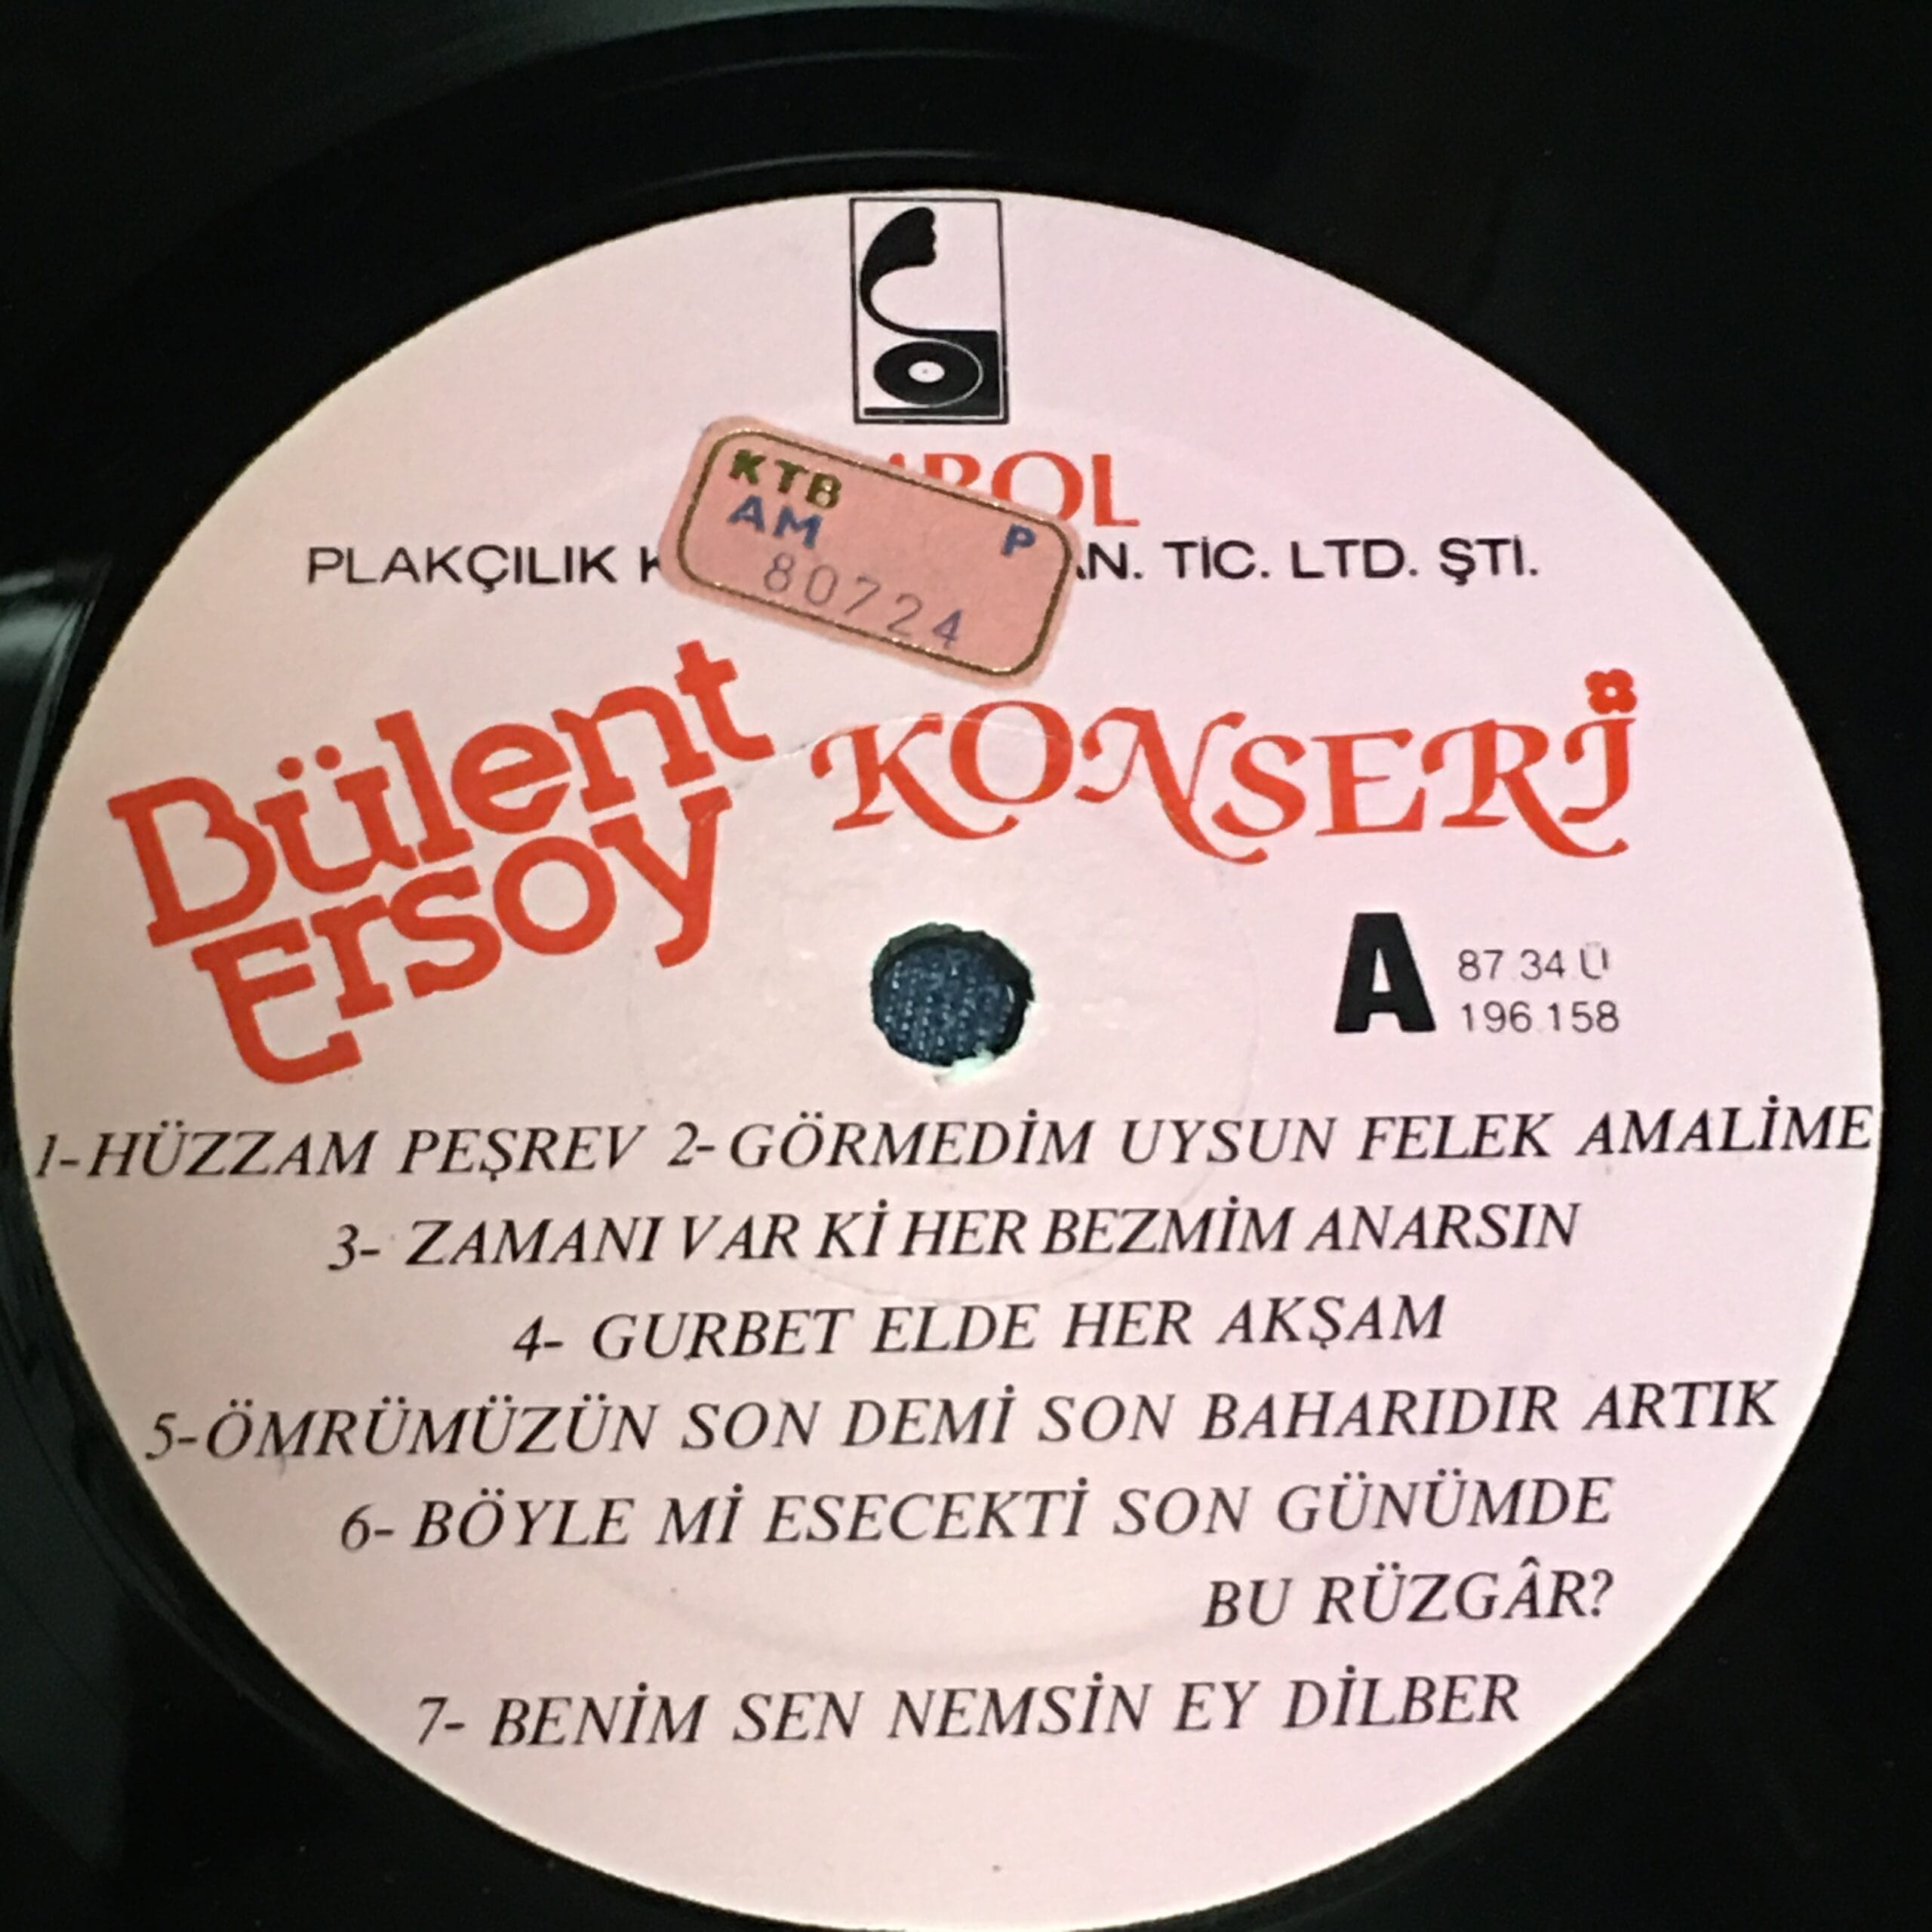 KTB
AM P
80724
PLAKÇILIK LTD. ŞTİ. TİC.
Bülent
Ersoy
KONSERİ
A
87.34.Ü
196.158
1-HÜZZAM PEŞREV 2-GÖRMEDİM UYSUN FELEK AMALİME
3- ZAMANI VAR Kİ HER BEZMİM ANARSIN
4- GURBET ELDE HER AKŞAM
5-ÖMRÜMÜZÜN SON DEMİ SON BAHARIDIR ARTIK
6- BÖYLE Mİ ESECEKTİ SON GÜNÜMDE
BU RÜZGÂR?
7- BENİM SEN NEMSİN EY DİLBER